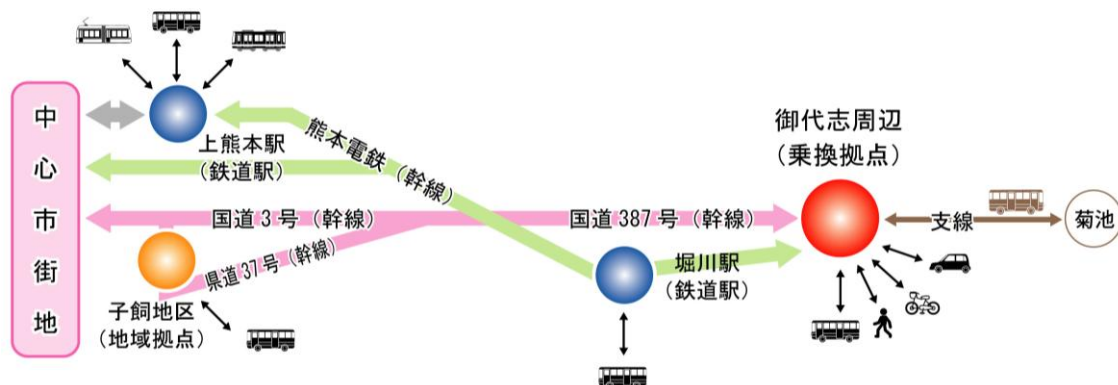 中心市街地
上熊本駅
(鉄道駅)
熊本電鉄(幹線)
国道3号(幹線)
県道37号(幹線)
子飼地区
(地域拠点)
国道387号(幹線)
堀川駅
(鉄道駅)
御代志周辺
(乗換拠点)
支線
菊池